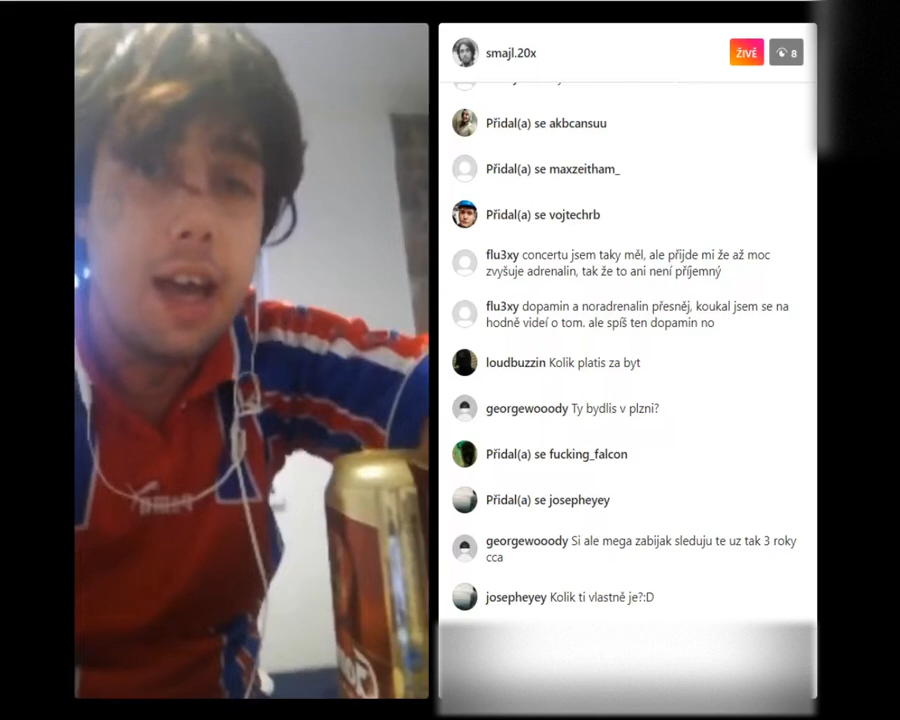 smajl.20x
ŽIVĚ
8
Přidal(a) se akbcansuu
Přidal(a) se maxzeitham_
Přidal(a) se vojtechrb
flu3xy concertu jsem taky měl, ale přijde mi že až moc
zvyšuje adrenalin, tak že to ani není příjemný
flu3xy dopamin a noradrenalin přesněj, koukal jsem se na
hodně videí o tom. ale spíš ten dopamin no
loudbuzzin Kolik platis za byt
georgewooody Ty bydlis v plzni?
Přidal(a) se fucking_falcon
Přidal(a) se josepheyey
georgewooody Si ale mega zabijak sleduju te uz tak 3 roky
cca
josepheyey Kolik ti vlastně je?:D